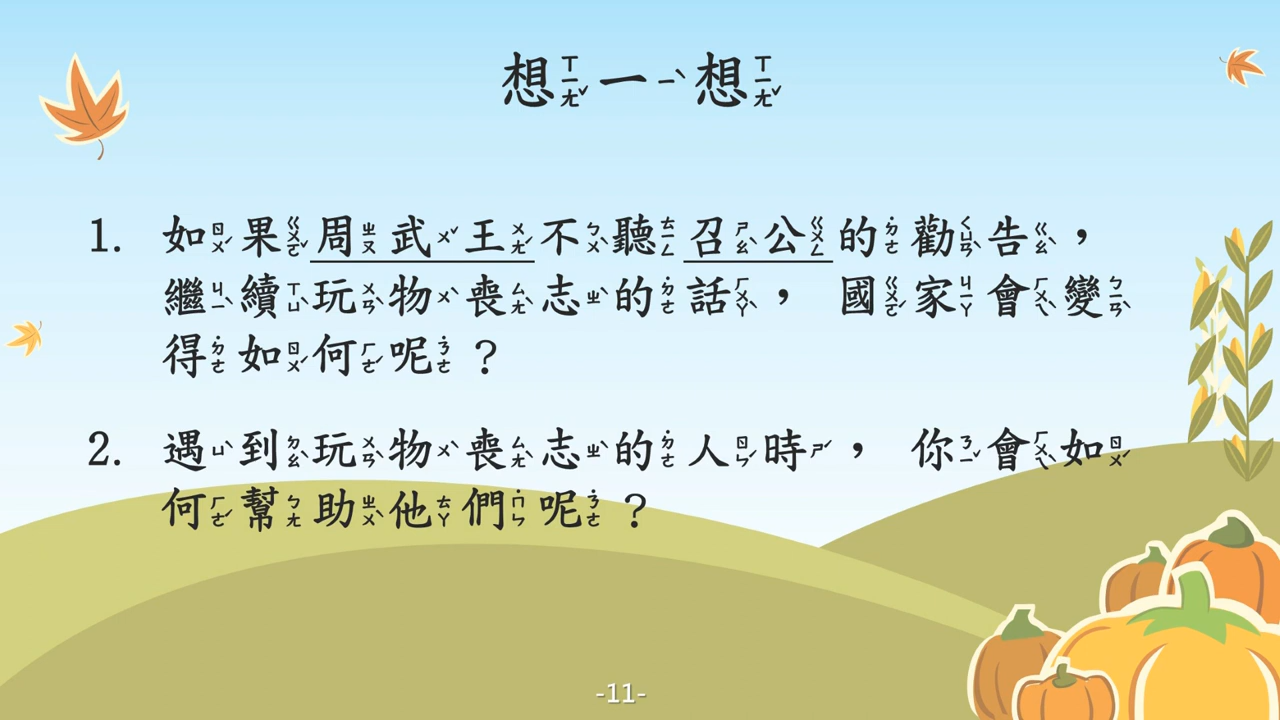 想一想
1. 如果周武王不聽召公的勸告，
繼續玩物喪志的話， 國家會變
得如何呢？
2. 遇到玩物喪志的人時， 你會如
何幫助他們呢？
-11-